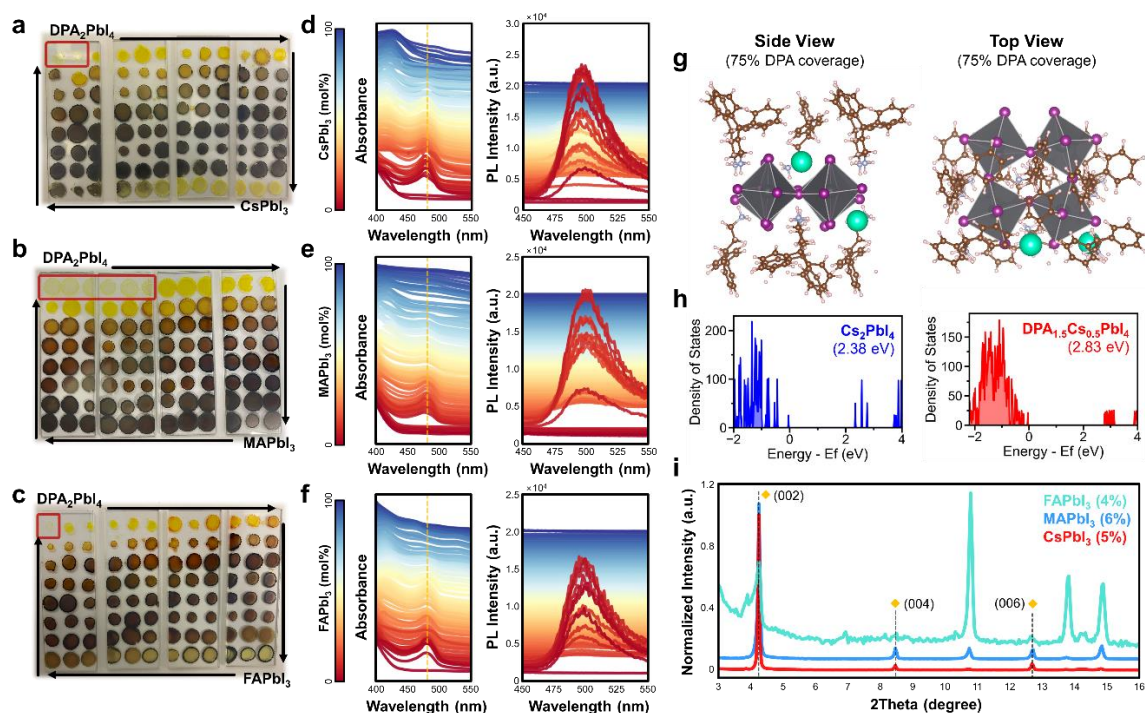 a
DPA₂PbI₄
CsPbI₃
d
100
CsPbI₃ (mol%)
0
Absorbance
400 450 500 550
Wavelength (nm)
×10⁴
3.0
2.5
2.0
1.5
1.0
0.5
0
PL Intensity (a.u.)
450 500 550
Wavelength (nm)
b
DPA₂PbI₄
MAPbI₃
e
100
MAPbI₃ (mol%)
0
Absorbance
400 450 500 550
Wavelength (nm)
×10⁴
2.5
2.0
1.5
1.0
0.5
0
PL Intensity (a.u.)
450 500 550
Wavelength (nm)
c
DPA₂PbI₄
FAPbI₃
f
100
FAPbI₃ (mol%)
0
Absorbance
400 450 500 550
Wavelength (nm)
×10⁴
2.5
2.0
1.5
1.0
0.5
0
PL Intensity (a.u.)
450 500 550
Wavelength (nm)
g
Side View
(75% DPA coverage)
Top View
(75% DPA coverage)
h
Density of States
200
100
0
Cs₂PbI₄
(2.38 eV)
−2 0 2 4
Energy - Ef (eV)
Density of States
150
100
50
0
DPA₁.₅Cs₀.₅PbI₄
(2.83 eV)
−2 0 2 4
Energy - Ef (eV)
i
Normalized Intensity (a.u.)
1.2
0.8
0.4
0
(002)
(004)
(006)
FAPbI₃ (4%)
MAPbI₃ (6%)
CsPbI₃ (5%)
3 4 5 6 7 8 9 10 11 12 13 14 15 16
2Theta (degree)